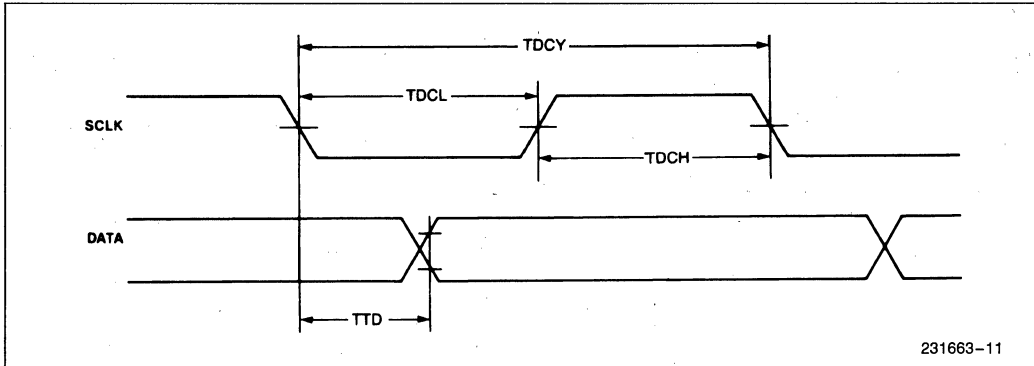 TDCY
TDCL
SCLK
TDCH
DATA
TTD
231663-11